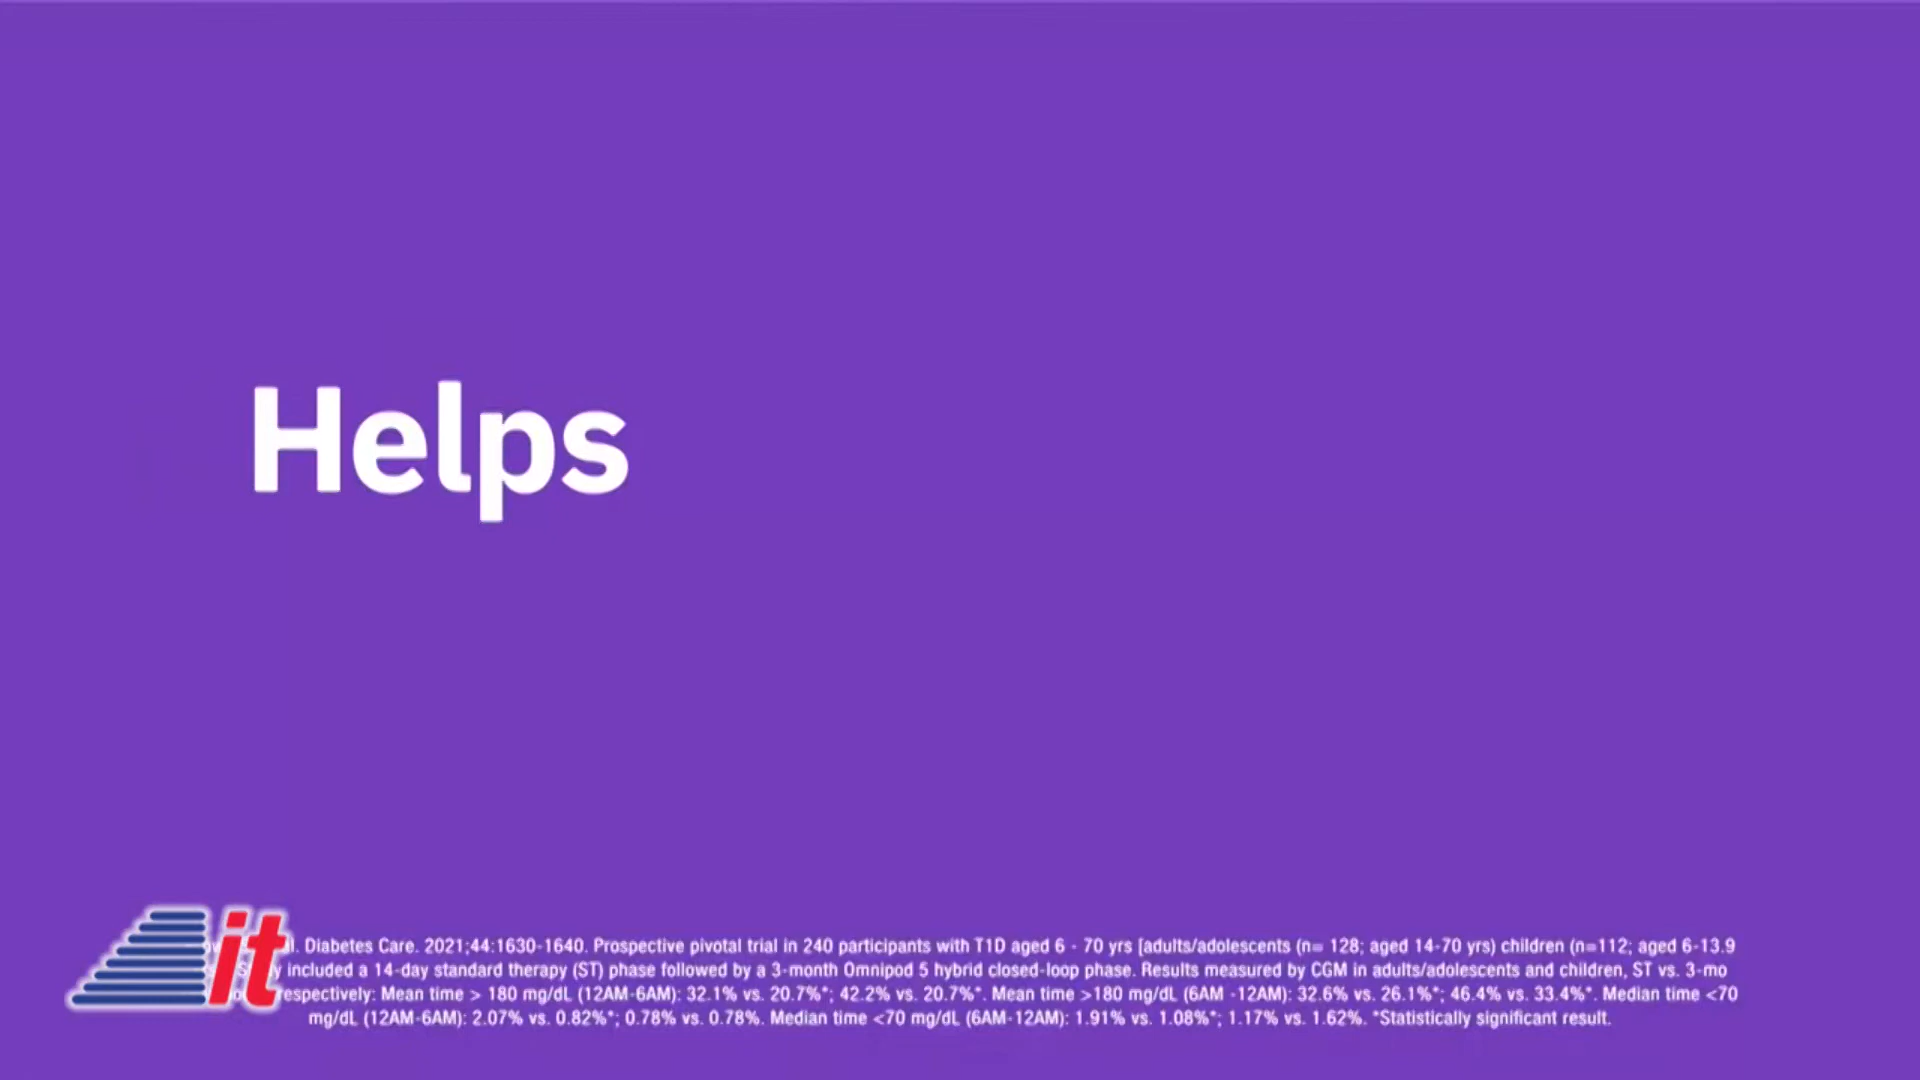 Helps
it
l. Diabetes Care. 2021;44:1630-1640. Prospective pivotal trial in 240 participants with T1D aged 6 - 70 yrs [adults/adolescents (n= 128; aged 14-70 yrs) children (n=112; aged 6-13.9
y included a 14-day standard therapy (ST) phase followed by a 3-month Omnipod 5 hybrid closed-loop phase. Results measured by CGM in adults/adolescents and children, ST vs. 3-mo
respectively: Mean time > 180 mg/dL (12AM-6AM): 32.1% vs. 20.7%*; 42.2% vs. 20.7%*. Mean time >180 mg/dL (6AM -12AM): 32.6% vs. 26.1%*; 46.4% vs. 33.4%*. Median time <70
mg/dL (12AM-6AM): 2.07% vs. 0.82%*; 0.78% vs. 0.78%. Median time <70 mg/dL (6AM-12AM): 1.91% vs. 1.08%*; 1.17% vs. 1.62%. *Statistically significant result.